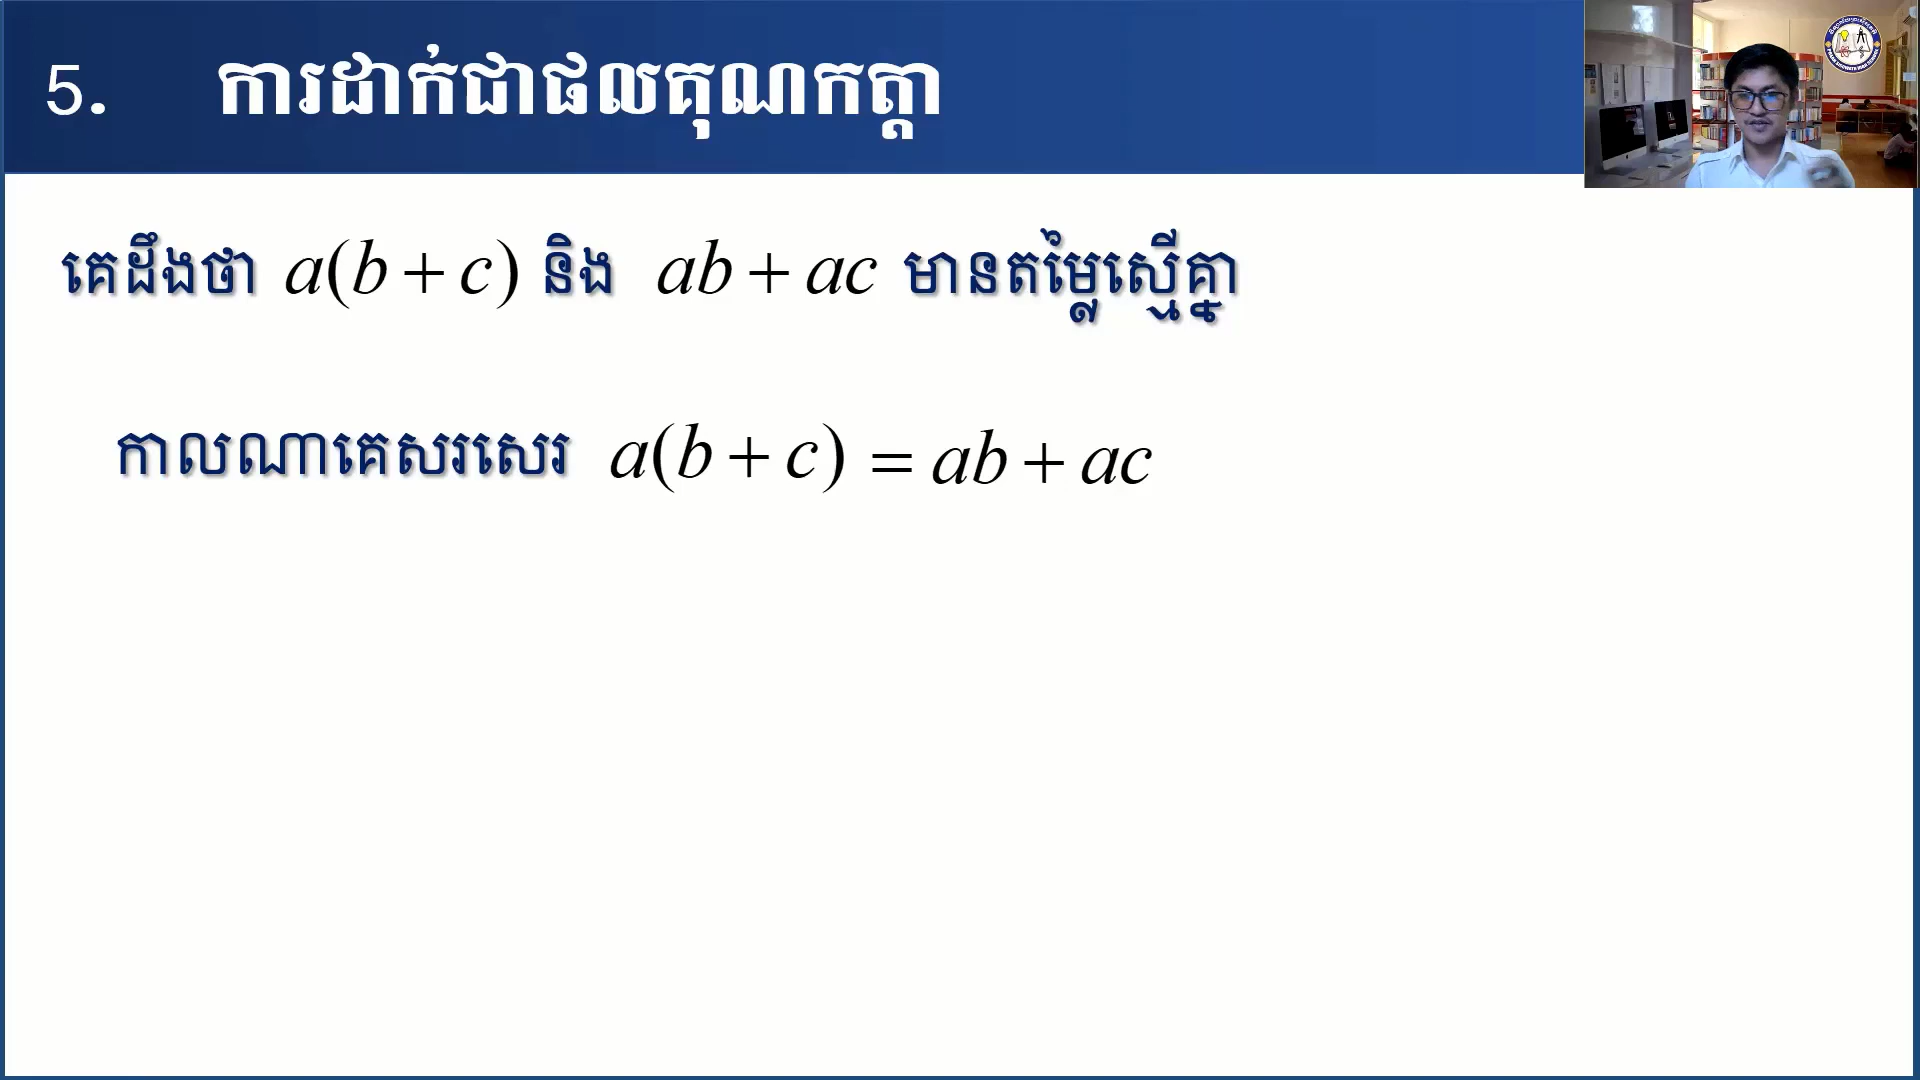 5. ការដាក់ជាផលគុណកត្តា
គេដឹងថា a(b + c) និង ab + ac មានតម្លៃស្មើគ្នា
កាលណាគេសរសេរ a(b + c) = ab + ac